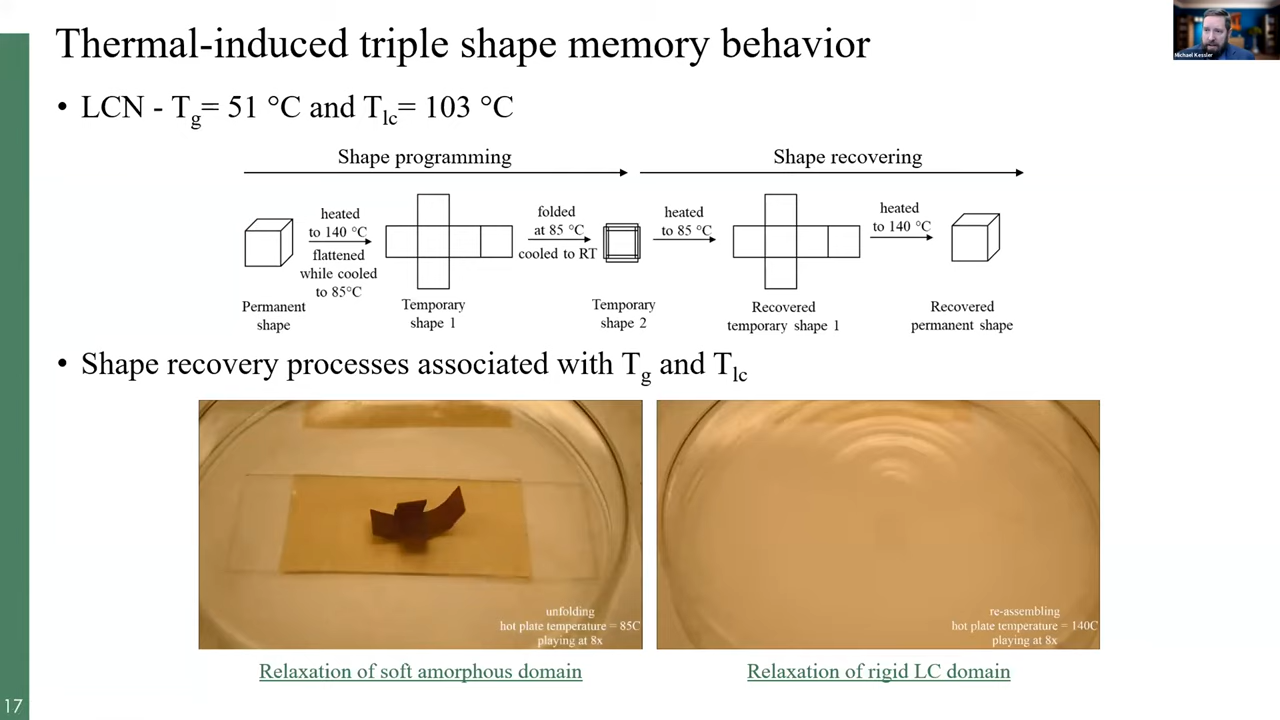 Thermal-induced triple shape memory behavior
Michael Kessler
• LCN - Tg= 51 °C and Tlc= 103 °C
Shape programming
Shape recovering
heated
to 140 °C
flattened
while cooled
to 85°C
folded
at 85 °C
cooled to RT
heated
to 85 °C
heated
to 140 °C
Permanent
shape
Temporary
shape 1
Temporary
shape 2
Recovered
temporary shape 1
Recovered
permanent shape
• Shape recovery processes associated with Tg and Tlc
unfolding
hot plate temperature = 85C
playing at 8x
re-assembling
hot plate temperature = 140C
playing at 8x
Relaxation of soft amorphous domain
Relaxation of rigid LC domain
17